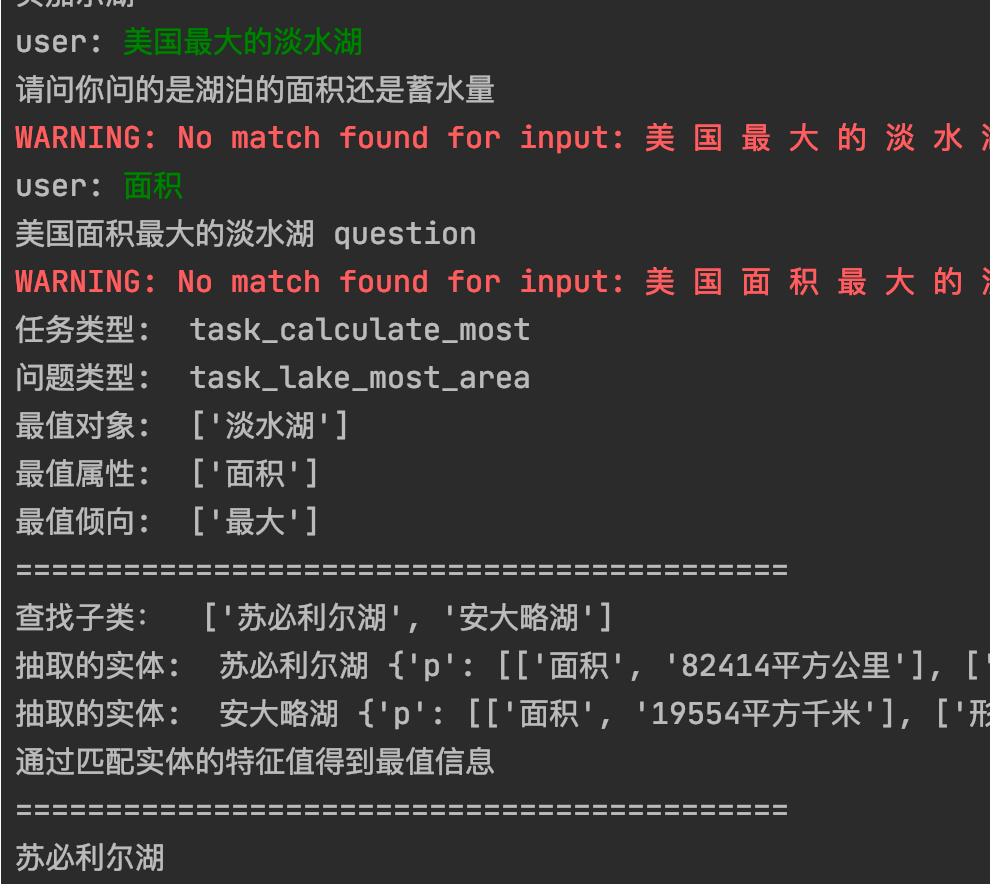 user: 美国最大的淡水湖
请问你问的是湖泊的面积还是蓄水量
WARNING: No match found for input: 美 国 最 大 的 淡 水
user: 面积
美国面积最大的淡水湖 question
WARNING: No match found for input: 美 国 面 积 最 大 的
任务类型: task_calculate_most
问题类型: task_lake_most_area
最值对象: ['淡水湖']
最值属性: ['面积']
最值倾向: ['最大']
===========================================
查找子类: ['苏必利尔湖', '安大略湖']
抽取的实体: 苏必利尔湖 {'p': [['面积', '82414平方公里'], ['
抽取的实体: 安大略湖 {'p': [['面积', '19554平方千米'], ['形
通过匹配实体的特征值得到最值信息
===========================================
苏必利尔湖